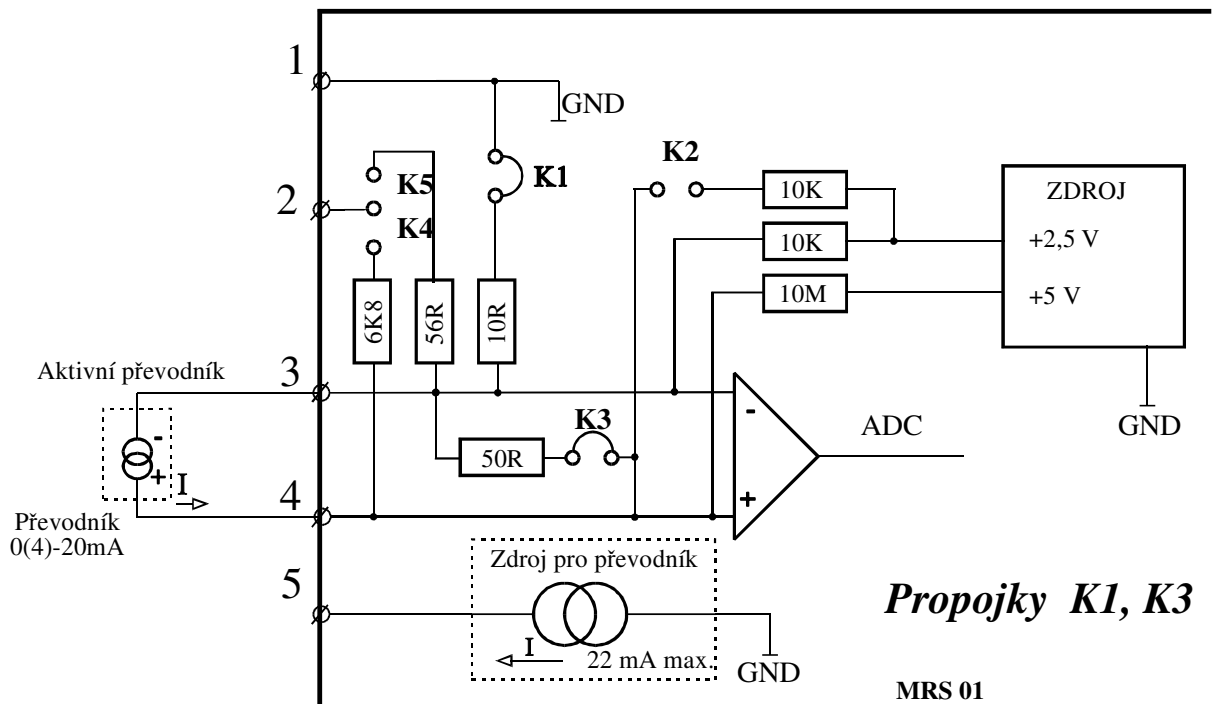 1
GND
K2
K5
K1
10K
ZDROJ
2
K4
10K
+2,5 V
10M
+5 V
6K8
56R
10R
Aktivní převodník
3
-
K3
ADC
GND
-
50R
+
I
4
+
Převodník
0(4)-20mA
Zdroj pro převodník
5
Propojky K1, K3
I
22 mA max.
GND
MRS 01